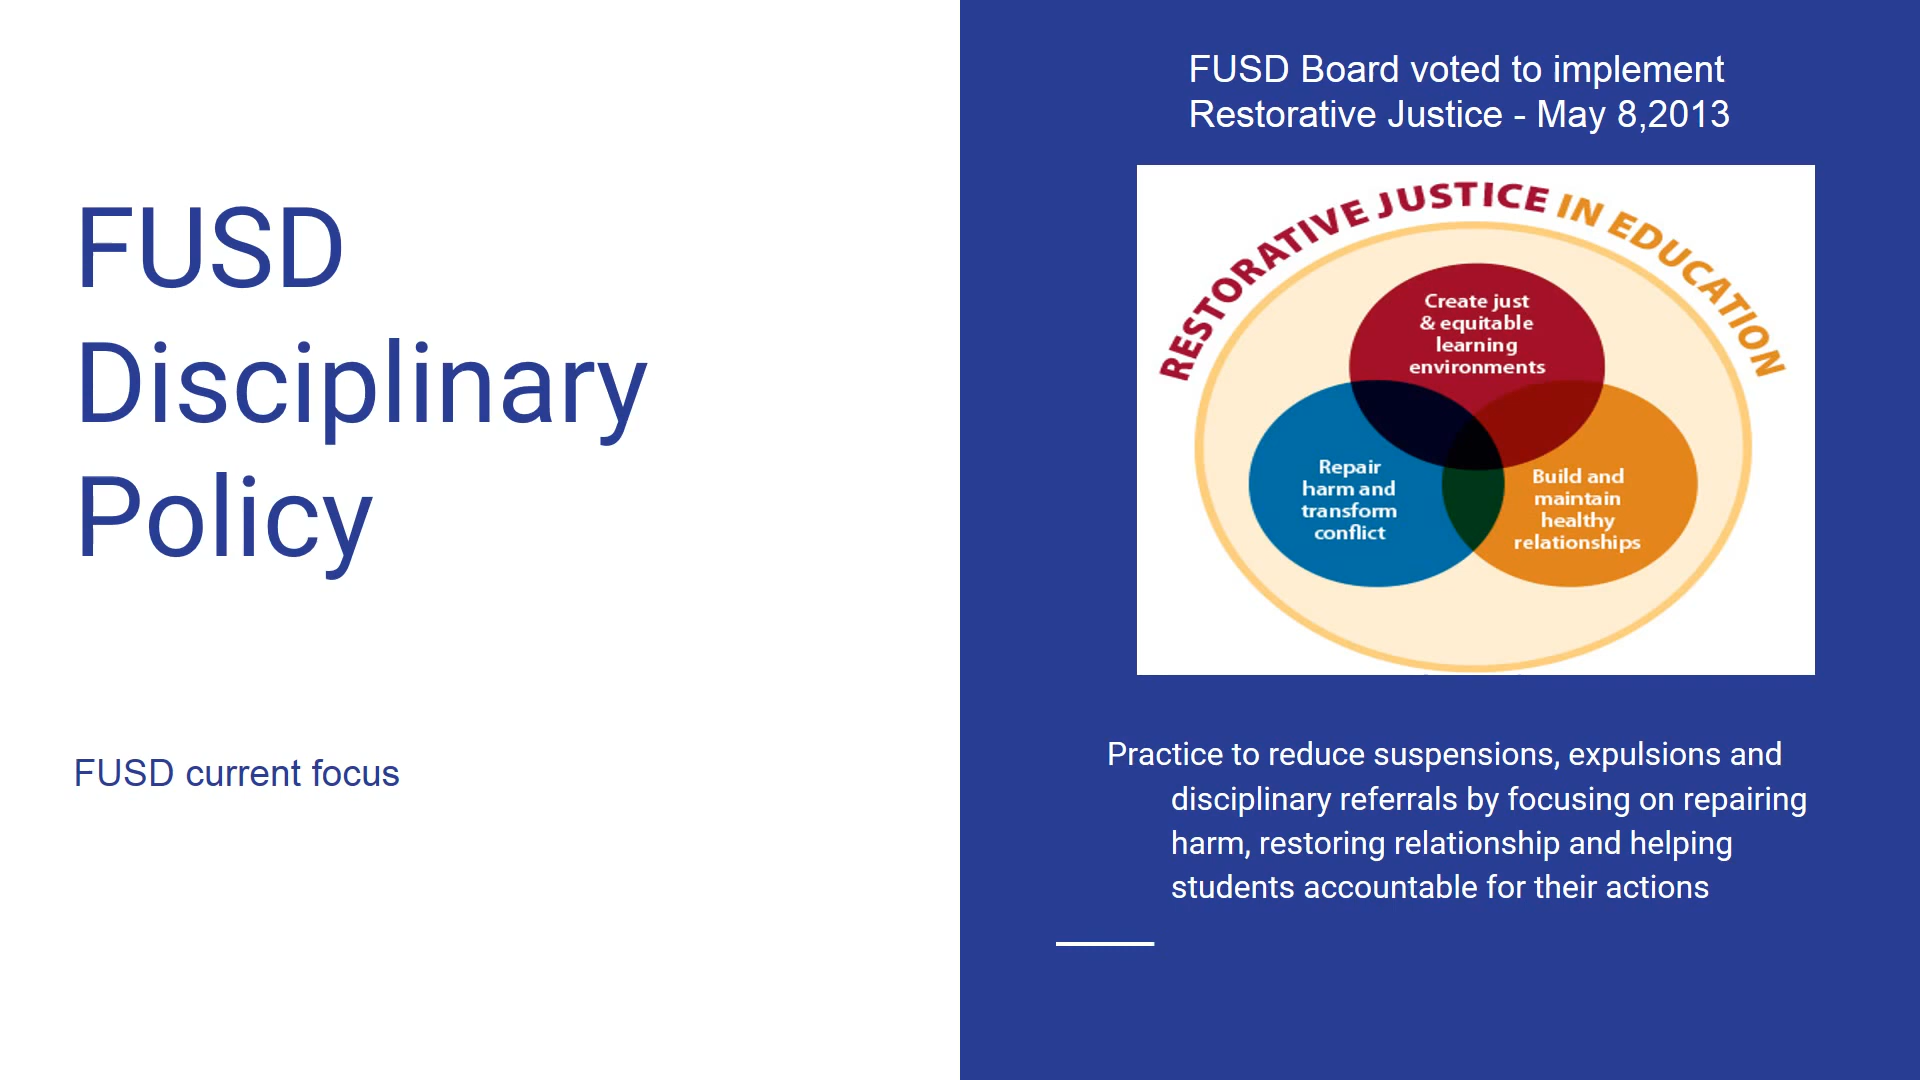 FUSD
Disciplinary
Policy
FUSD current focus
FUSD Board voted to implement
Restorative Justice - May 8,2013
RESTORATIVE JUSTICE IN EDUCATION
Create just
& equitable
learning
environments
Repair
harm and
transform
conflict
Build and
maintain
healthy
relationships
Practice to reduce suspensions, expulsions and
disciplinary referrals by focusing on repairing
harm, restoring relationship and helping
students accountable for their actions